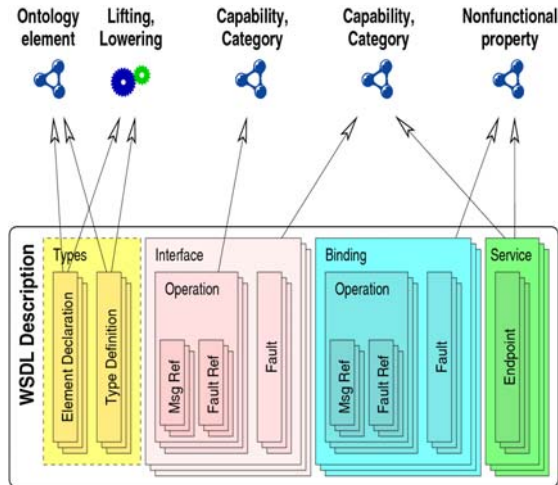 Ontology
element
Lifting,
Lowering
Capability,
Category
Capability,
Category
Nonfunctional
property
WSDL Description
Types
Element Declaration
Type Definition
Interface
Operation
Msg Ref
Fault Ref
Fault
Binding
Operation
Msg Ref
Fault Ref
Fault
Service
Endpoint